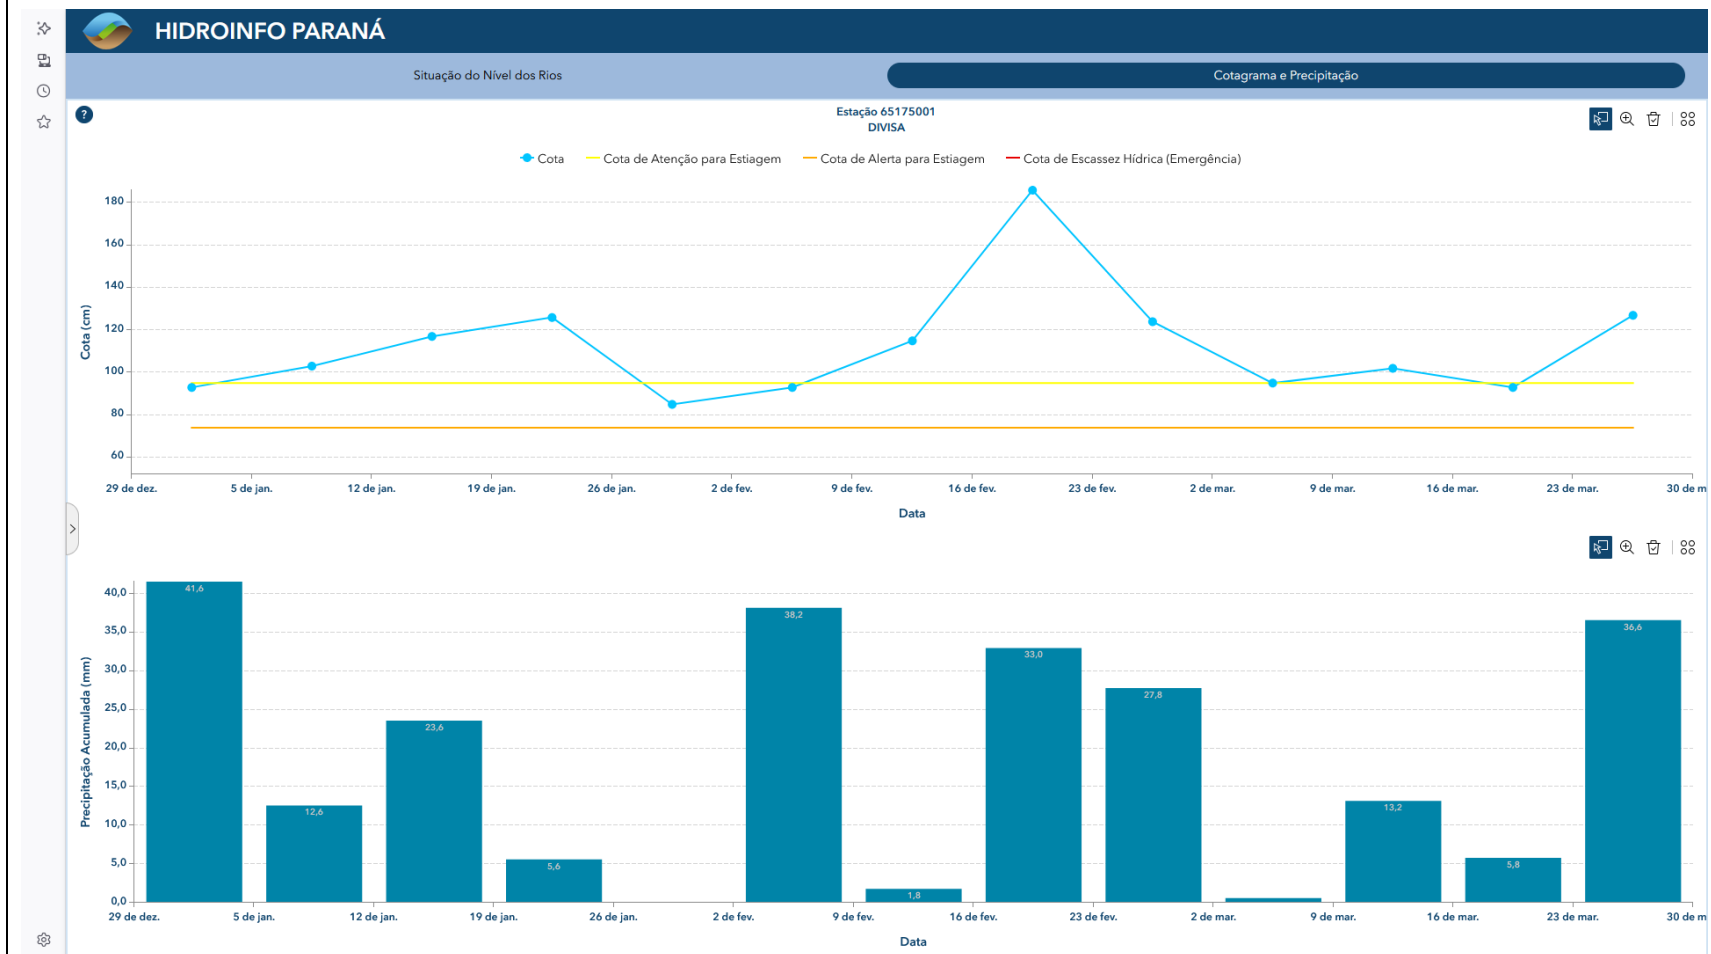 HIDROINFO PARANÁ
Situação do Nível dos Rios
Cotagrama e Precipitação
?
Estação 65175001
DIVISA
Cota
Cota de Atenção para Estiagem
Cota de Alerta para Estiagem
Cota de Escassez Hídrica (Emergência)
Cota (cm)
180
160
140
120
100
80
60
29 de dez.
5 de jan.
12 de jan.
19 de jan.
26 de jan.
2 de fev.
9 de fev.
16 de fev.
23 de fev.
2 de mar.
9 de mar.
16 de mar.
23 de mar.
30 de m
Data
Precipitação Acumulada (mm)
40,0
35,0
30,0
25,0
20,0
15,0
10,0
5,0
0,0
41,6
12,6
23,6
5,6
38,2
1,8
33,0
27,8
13,2
5,8
36,6
29 de dez.
5 de jan.
12 de jan.
19 de jan.
26 de jan.
2 de fev.
9 de fev.
16 de fev.
23 de fev.
2 de mar.
9 de mar.
16 de mar.
23 de mar.
30 de m
Data